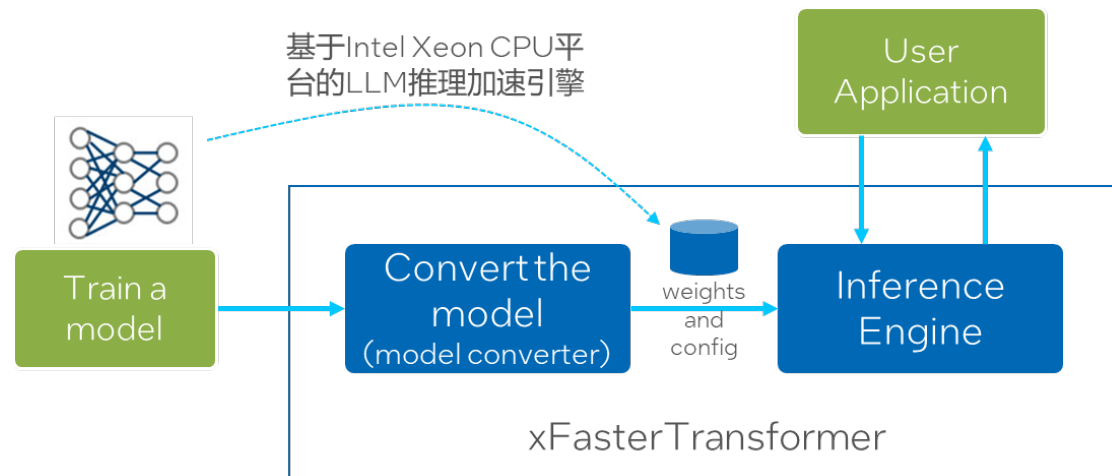 基于Intel Xeon CPU平
台的LLM推理加速引擎
User
Application
Train a
model
Convert the
model
(model converter)
weights
and
config
Inference
Engine
xFasterTransformer